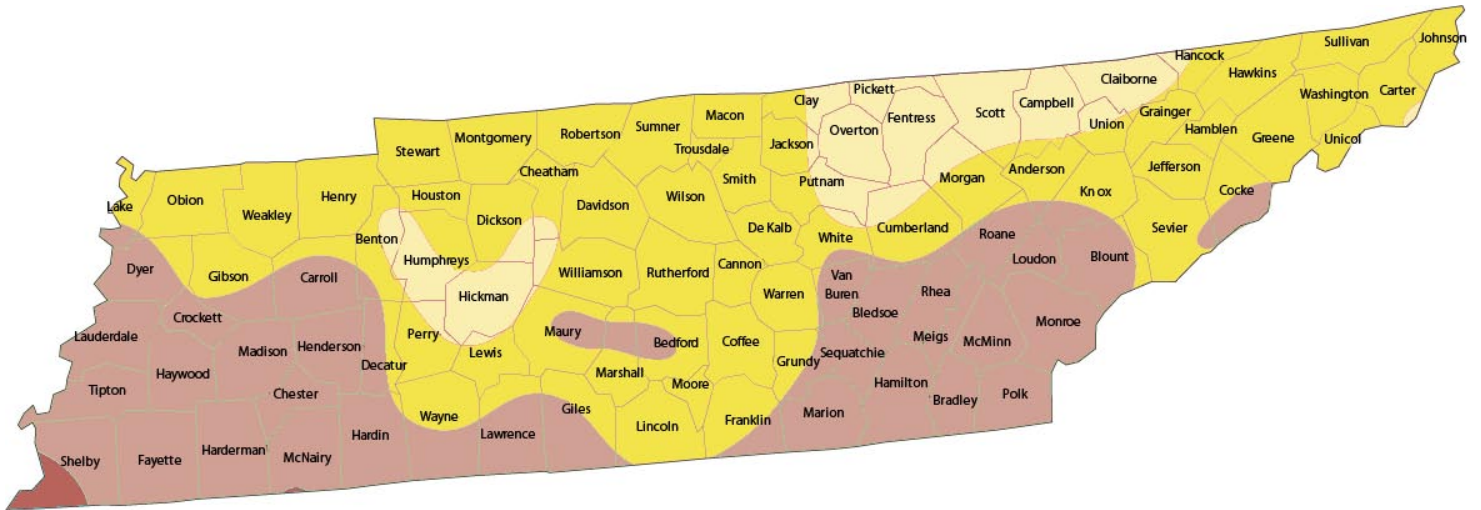 Johnson
Sullivan
Hancock
Hawkins
Claiborne
Carter
Washington
Pickett
Clay
Campbell
Scott
Fentress
Grainger
Union
Hamblen
Greene
Unicol
Macon
Overton
Sumner
Robertson
Montgomery
Jackson
Trousdale
Stewart
Cheatham
Smith
Putnam
Morgan
Anderson
Jefferson
Kn ox
Cocke
Houston
Henry
Wilson
Obion
Lake
Weakley
Dickson
Davidson
De Kalb
White
Cumberland
Roane
Sevier
Benton
Humphreys
Loudon
Blount
Dyer
Gibson
Carroll
Williamson
Rutherford
Cannon
Van
Buren
Warren
Rhea
Hickman
Bledsoe
Crockett
Monroe
Lauderdale
Perry
Maury
Bedford
Coffee
Meigs
McMinn
Madison
Henderson
Lewis
Sequatchie
Decatur
Grundy
Haywood
Marshall
Moore
Hamilton
Tipton
Chester
Bradley
Polk
Wayne
Giles
Marion
Franklin
Lincoln
Lawrence
Hardin
Harderman
McNairy
Fayette
Shelby